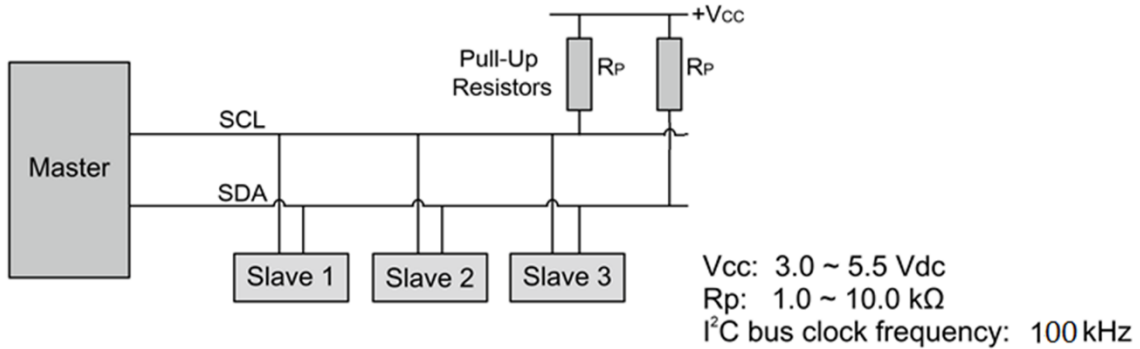 +Vcc
Pull-Up
Resistors
RP
RP
SCL
Master
SDA
Slave 1
Slave 2
Slave 3
Vcc: 3.0 ~ 5.5 Vdc
Rp: 1.0 ~ 10.0 kΩ
I²C bus clock frequency: 100 kHz